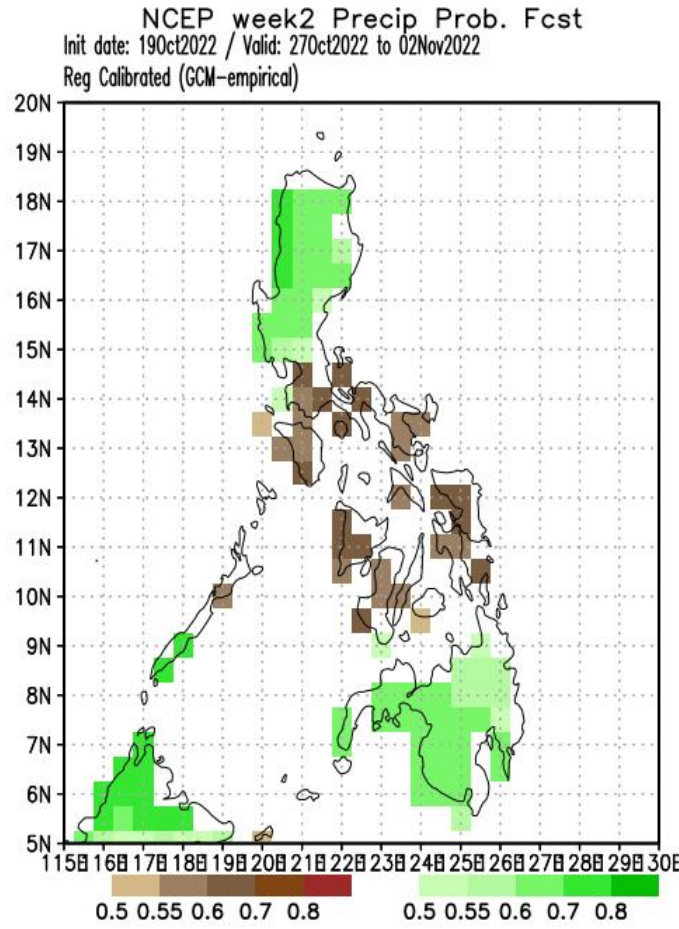 NCEP week2 Precip Prob. Fcst
Init date: 19Oct2022 / Valid: 27Oct2022 to 02Nov2022
Reg Calibrated (GCM-empirical)
20N
19N
18N
17N
16N
15N
14N
13N
12N
11N
10N
9N
8N
7N
6N
5N
115E 116E 117E 118E 119E 120E 121E 122E 123E 124E 125E 126E 127E 128E 129E 130E
0.5 0.55 0.6 0.7 0.8 0.5 0.55 0.6 0.7 0.8